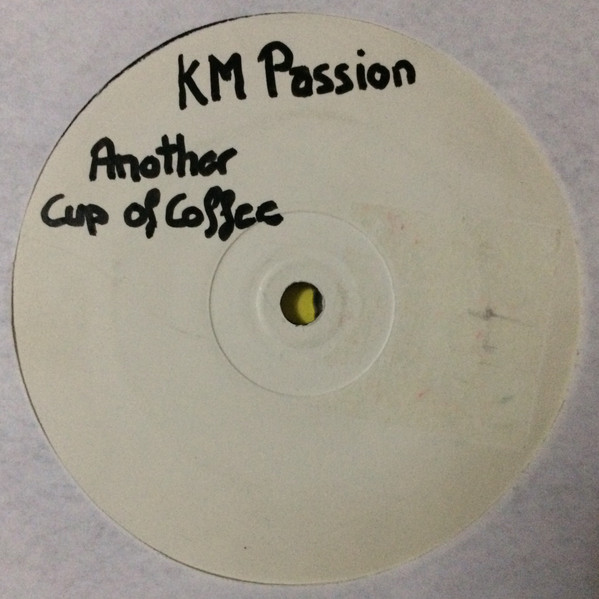 KM Passion
Another
Cup of Coffee